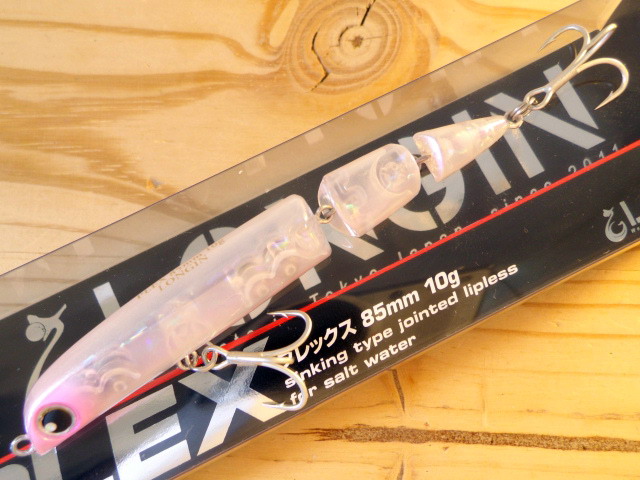 LONGIN
Tokyo Japan since 2011
LEX
レックス 85mm 10g
sinking type jointed lipless
for salt water